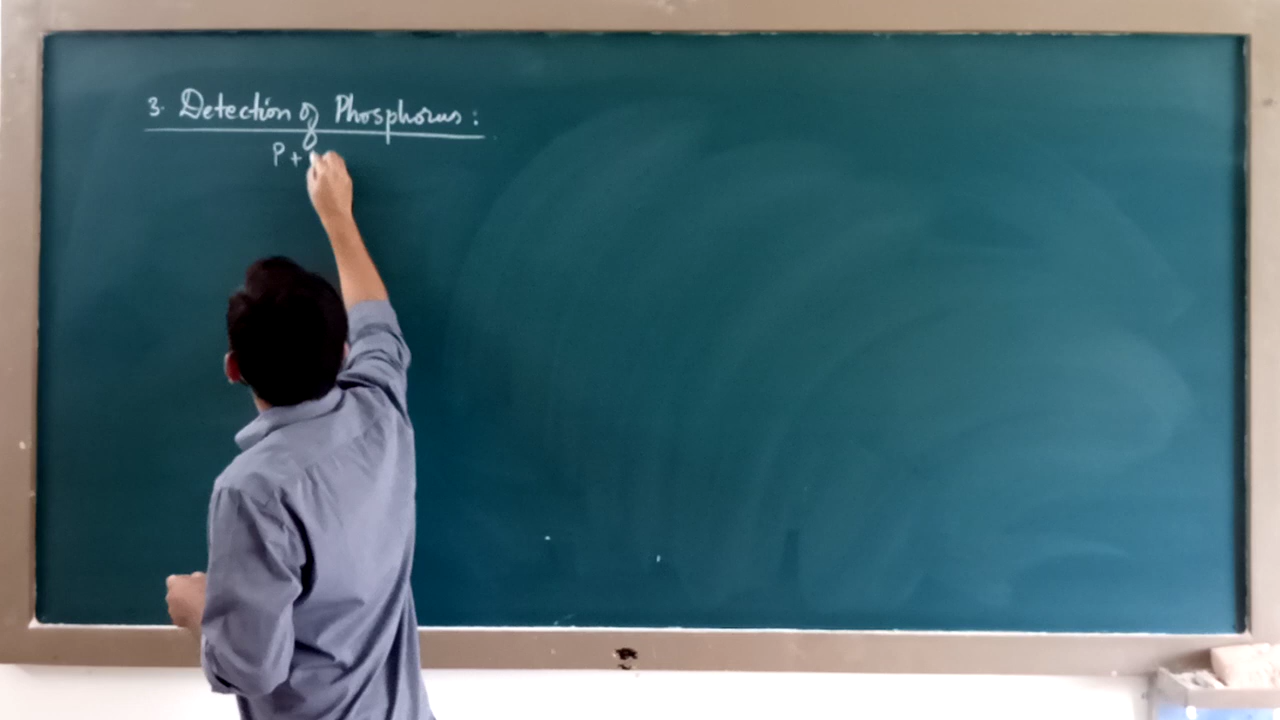 3. Detection of Phosphorus :
P +